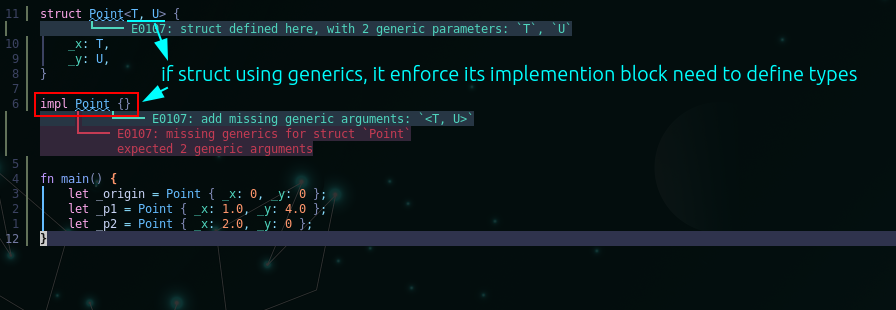 11 struct Point<T, U> {
E0107: struct defined here, with 2 generic parameters: `T`, `U`
10 _x: T,
9 _y: U,
8 }
if struct using generics, it enforce its implemention block need to define types
7
6 impl Point {}
E0107: add missing generic arguments: `<T, U>`
E0107: missing generics for struct `Point`
expected 2 generic arguments
5
4 fn main() {
3 let _origin = Point { _x: 0, _y: 0 };
2 let _p1 = Point { _x: 1.0, _y: 4.0 };
1 let _p2 = Point { _x: 2.0, _y: 0 };
12 }